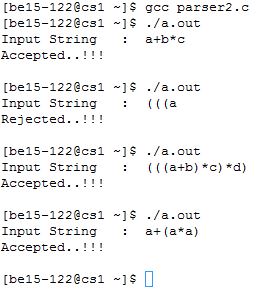 [be15-122@cs1 ~]$ gcc parser2.c
[be15-122@cs1 ~]$ ./a.out
Input String   :  a+b*c
Accepted..!!!
[be15-122@cs1 ~]$ ./a.out
Input String   :  (((a
Rejected..!!!
[be15-122@cs1 ~]$ ./a.out
Input String   :  (((a+b)*c)*d)
Accepted..!!!
[be15-122@cs1 ~]$ ./a.out
Input String   :  a+(a*a)
Accepted..!!!
[be15-122@cs1 ~]$